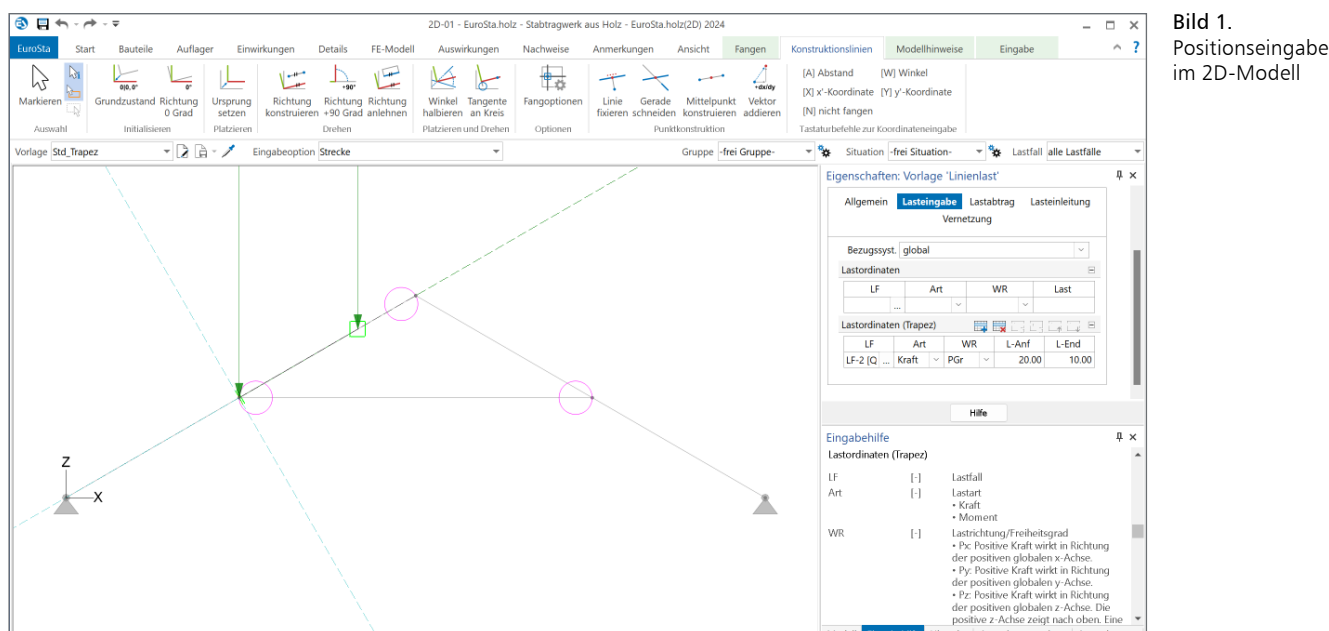 2D-01 - EuroSta.holz - Stabtragwerk aus Holz - EuroSta.holz(2D) 2024
EuroSta Start Bauteile Auflager Einwirkungen Details FE-Modell Auswirkungen Nachweise Anmerkungen Ansicht Fangen Konstruktionslinien Modellhinweise Eingabe ?
0|0, 0° 0° +90° +dx/dy
Markieren Grundzustand Richtung Ursprung Richtung Richtung Richtung Winkel Tangente Fangoptionen Linie Gerade Mittelpunkt Vektor
0 Grad setzen konstruieren +90 Grad anlehnen halbieren an Kreis fixieren schneiden konstruieren addieren
[A] Abstand [W] Winkel
[X] x'-Koordinate [Y] y'-Koordinate
[N] nicht fangen
Auswahl Initialisieren Platzieren Drehen Platzieren und Drehen Optionen Punktkonstruktion Tastaturbefehle zur Koordinateneingabe
Vorlage Std_Trapez Eingabeoption Strecke Gruppe -frei Gruppe- Situation -frei Situation- Lastfall alle Lastfälle
Z
X
Eigenschaften: Vorlage 'Linienlast'
Allgemein Lasteingabe Lastabtrag Lasteinleitung
Vernetzung
Bezugssyst. global
Lastordinaten
LF Art WR Last
...
Lastordinaten (Trapez)
LF Art WR L-Anf L-End
LF-2 [Q ... Kraft PGr 20.00 10.00
Hilfe
Eingabehilfe
Lastordinaten (Trapez)
LF [-] Lastfall
Art [-] Lastart
• Kraft
• Moment
WR [-] Lastrichtung/Freiheitsgrad
• Px: Positive Kraft wirkt in Richtung
der positiven globalen x-Achse.
• Py: Positive Kraft wirkt in Richtung
der positiven globalen y-Achse.
• Pz: Positive Kraft wirkt in Richtung
der positiven globalen z-Achse. Die
positive z-Achse zeigt nach oben. Eine
Bild 1.
Positionseingabe
im 2D-Modell